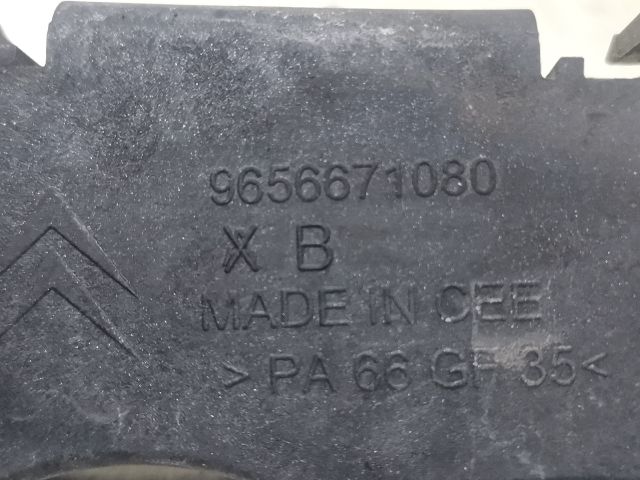 9656671080
X B
MADE IN CEE
>PA 66 GF 35<